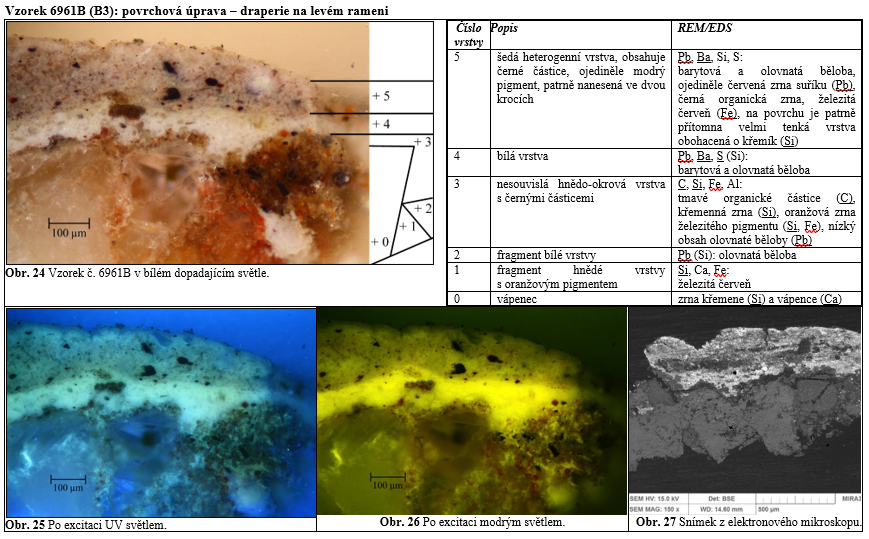 Vzorek 6961B (B3): povrchová úprava – draperie na levém rameni
+ 5
+ 4
+ 3
+ 2
+ 1
+ 0
100 µm
Obr. 24 Vzorek č. 6961B v bílém dopadajícím světle.
Číslo vrstvy Popis REM/EDS
5 šedá heterogenní vrstva, obsahuje
černé částice, ojediněle modrý
pigment, patrně nanesená ve dvou
krocích
Pb, Ba, Si, S:
barytová a olovnatá běloba,
ojediněle červená zrna suříku (Pb),
černá organická zrna, železitá
červeň (Fe), na povrchu je patrně
přítomna velmi tenká vrstva
obohacená o křemík (Si)
4 bílá vrstva
Pb, Ba, S (Si):
barytová a olovnatá běloba
3 nesouvislá hnědo-okrová vrstva
s černými částicemi
C, Si, Fe, Al:
tmavé organické částice (C),
křemenná zrna (Si), oranžová zrna
železitého pigmentu (Si, Fe), nízký
obsah olovnaté běloby (Pb)
2 fragment bílé vrstvy Pb (Si): olovnatá běloba
1 fragment hnědé vrstvy
s oranžovým pigmentem
Si, Ca, Fe:
železitá červeň
0 vápenec zrna křemene (Si) a vápence (Ca)
100 µm
Obr. 25 Po excitaci UV světlem.
100 µm
Obr. 26 Po excitaci modrým světlem.
SEM HV: 15.0 kV Det: BSE MIRA3
SEM MAG: 150 x WD: 14.60 mm 500 µm
Obr. 27 Snímek z elektronového mikroskopu.